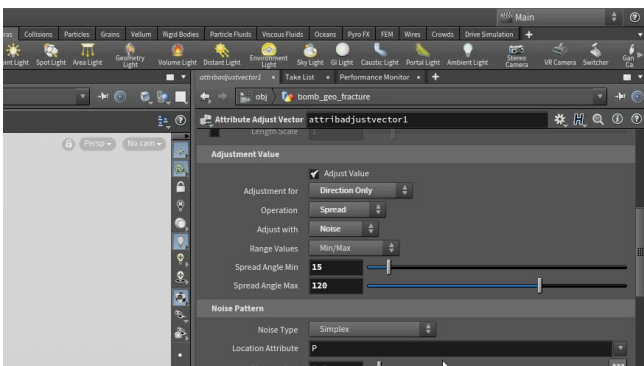 Main
ras Collisions Particles Grains Vellum Rigid Bodies Particle Fluids Viscous Fluids Oceans Pyro FX FEM Wires Crowds Drive Simulation +
oint Light Spot Light Area Light Geometry Light Volume Light Distant Light Environment Light Sky Light GI Light Caustic Light Portal Light Ambient Light Stereo Camera VR Camera Switcher Gan Ca
attribadjustvector1 Take List Performance Monitor +
obj bomb_geo_fracture
Attribute Adjust Vector attribadjustvector1
Length Scale 1
Persp No cam
Adjustment Value
Adjust Value
Adjustment for Direction Only
Operation Spread
Adjust with Noise
Range Values Min/Max
Spread Angle Min 15
Spread Angle Max 120
Noise Pattern
Noise Type Simplex
Location Attribute P